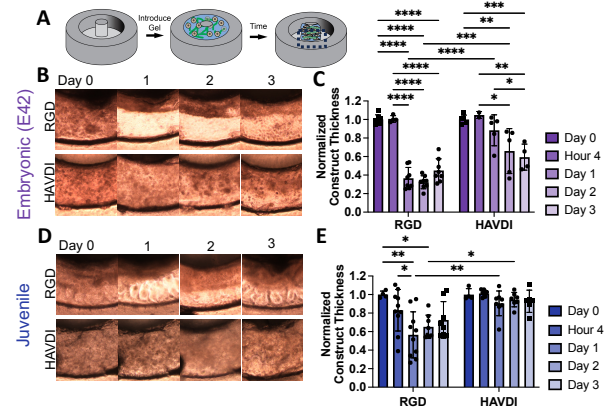 A
Introduce
Gel
Time
B
Day 0
1
2
3
Embryonic (E42)
RGD
HAVDI
C
****
****
****
****
****
****
****
***
***
**
**
***
*
*
Normalized
Construct Thickness
1.2
1.0
0.8
0.6
0.4
0.2
0.0
RGD
HAVDI
Day 0
Hour 4
Day 1
Day 2
Day 3
D
Day 0
1
2
3
Juvenile
RGD
HAVDI
E
*
**
*
*
**
Normalized
Construct Thickness
1.2
1.0
0.8
0.6
0.4
0.2
0.0
RGD
HAVDI
Day 0
Hour 4
Day 1
Day 2
Day 3